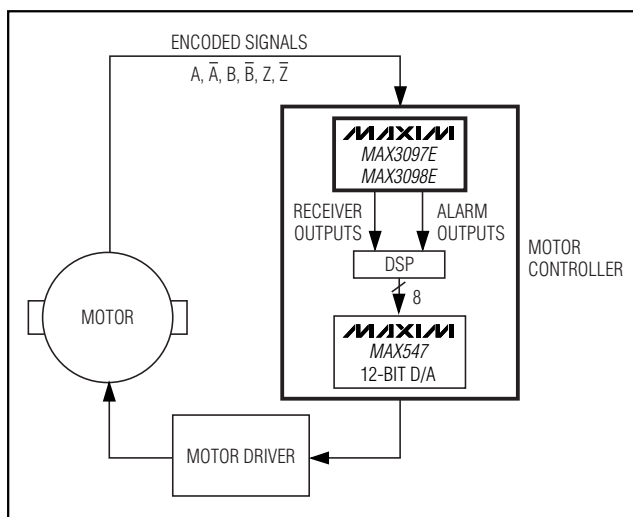 ENCODED SIGNALS
A, A̅, B, B̅, Z, Z̅
MAXIM
MAX3097E
MAX3098E
RECEIVER OUTPUTS
ALARM OUTPUTS
MOTOR CONTROLLER
DSP
8
MOTOR
MAXIM
MAX547
12-BIT D/A
MOTOR DRIVER